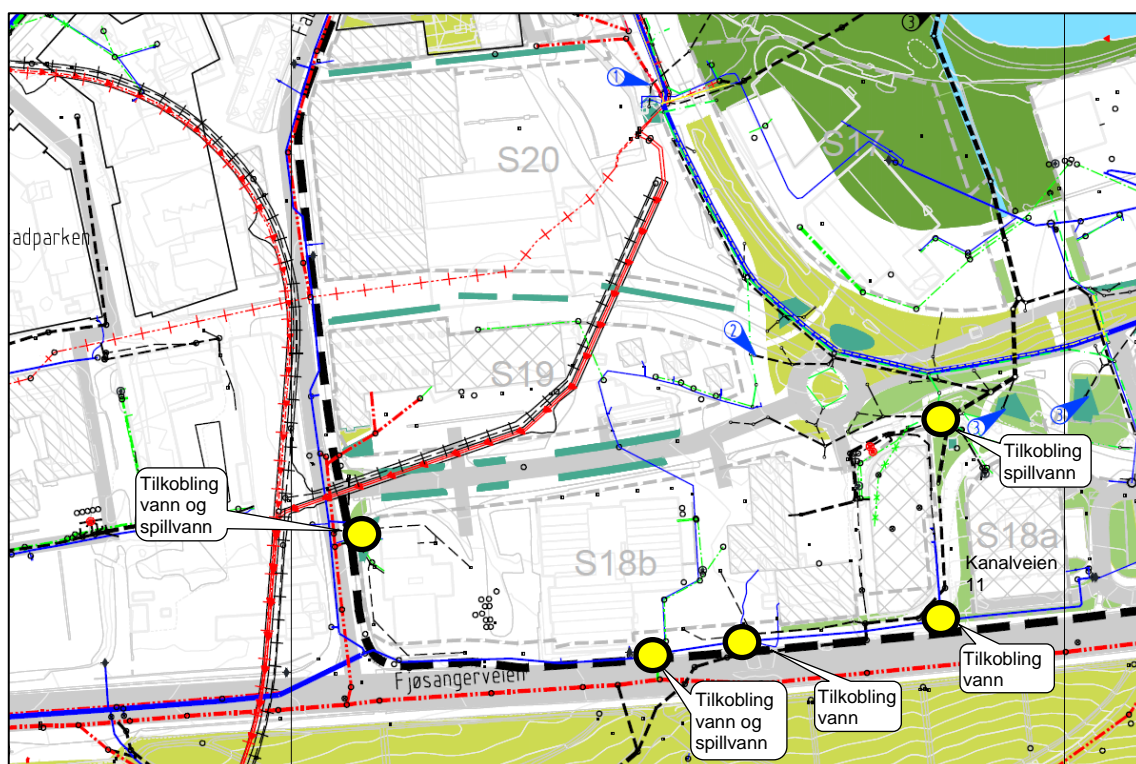 3
1
S17
S20
adparken
2
S19
3
3
Tilkobling
spillvann
Tilkobling
vann og
spillvann
S18a
S18b
Kanalveien
11
Fjøsangerveien
Tilkobling
vann og
spillvann
Tilkobling
vann
Tilkobling
vann